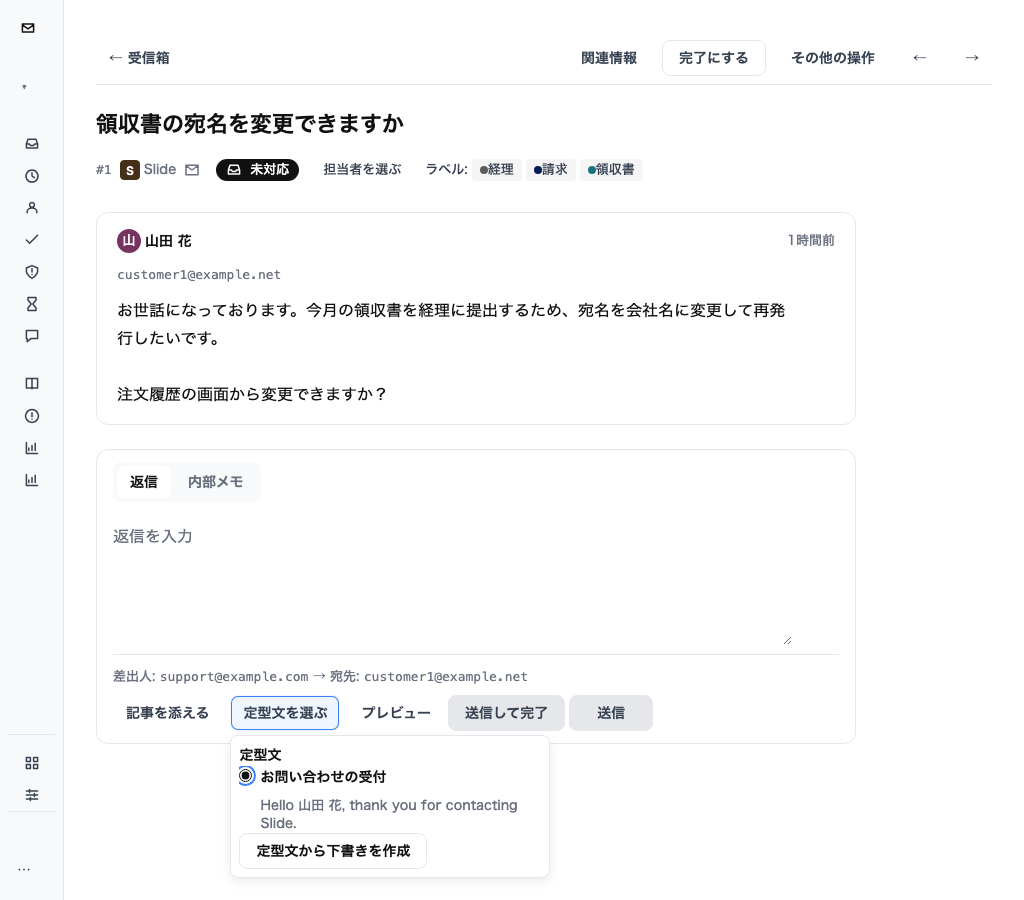 ← 受信箱
関連情報
完了にする
その他の操作
←
→
領収書の宛名を変更できますか
#1 S Slide 未対応 担当者を選ぶ ラベル: 経理 請求 領収書
山 山田 花
1時間前
customer1@example.net
お世話になっております。今月の領収書を経理に提出するため、宛名を会社名に変更して再発
行したいです。
注文履歴の画面から変更できますか？
返信
内部メモ
返信を入力
差出人: support@example.com → 宛先: customer1@example.net
記事を添える
定型文を選ぶ
プレビュー
送信して完了
送信
定型文
お問い合わせの受付
Hello 山田 花, thank you for contacting
Slide.
定型文から下書きを作成